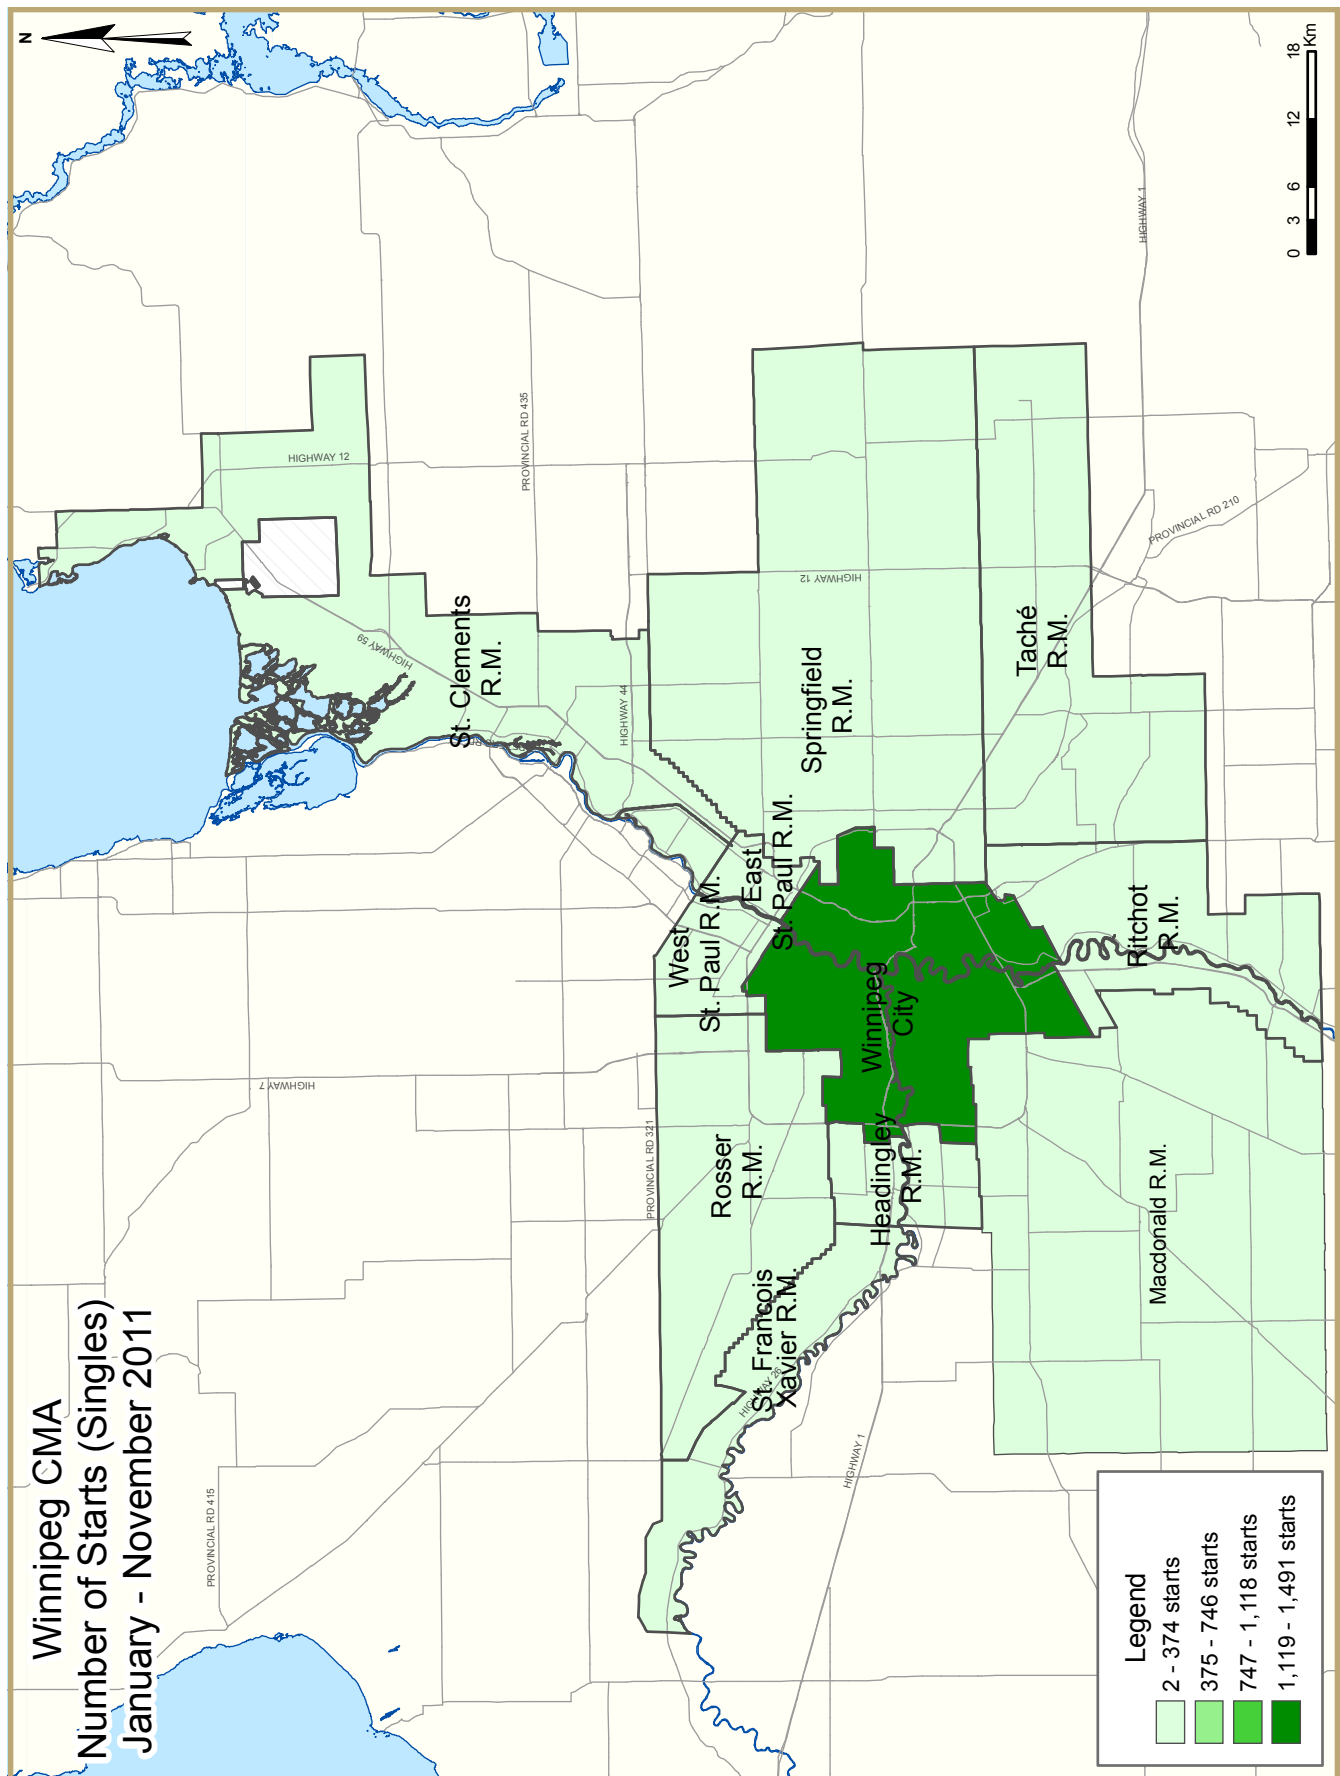 Winnipeg CMA
Number of Starts (Singles)
January - November 2011
N
PROVINCIAL RD 415
HIGHWAY 7
HIGHWAY 12
PROVINCIAL RD 435
HIGHWAY 59
St. Clements
R.M.
HIGHWAY 44
PROVINCIAL RD 321
West
St. Paul R.M.
East
St. Paul R.M.
Rosser
R.M.
St. Francois
Xavier R.M.
HIGHWAY 26
Springfield
R.M.
HIGHWAY 12
Winnipeg
City
Headingley
R.M.
HIGHWAY 1
Taché
R.M.
Ritchot
R.M.
Macdonald R.M.
HIGHWAY 1
PROVINCIAL RD 210
Legend
2 - 374 starts
375 - 746 starts
747 - 1,118 starts
1,119 - 1,491 starts
0 3 6 12 18
Km